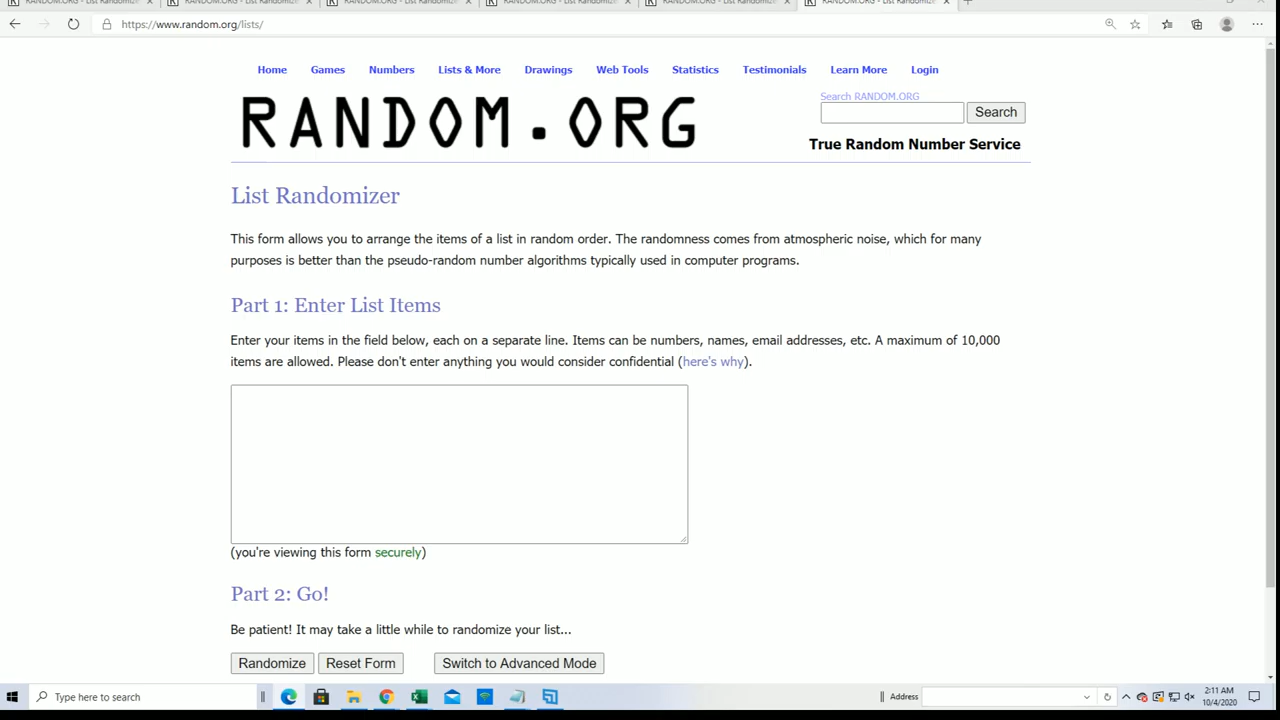 https://www.random.org/lists/
Home Games Numbers Lists & More Drawings Web Tools Statistics Testimonials Learn More Login
RANDOM.ORG
Search RANDOM.ORG
Search
True Random Number Service
List Randomizer
This form allows you to arrange the items of a list in random order. The randomness comes from atmospheric noise, which for many
purposes is better than the pseudo-random number algorithms typically used in computer programs.
Part 1: Enter List Items
Enter your items in the field below, each on a separate line. Items can be numbers, names, email addresses, etc. A maximum of 10,000
items are allowed. Please don't enter anything you would consider confidential (here's why).
(you're viewing this form securely)
Part 2: Go!
Be patient! It may take a little while to randomize your list...
Randomize Reset Form Switch to Advanced Mode
Type here to search
Address
2:11 AM
10/4/2020